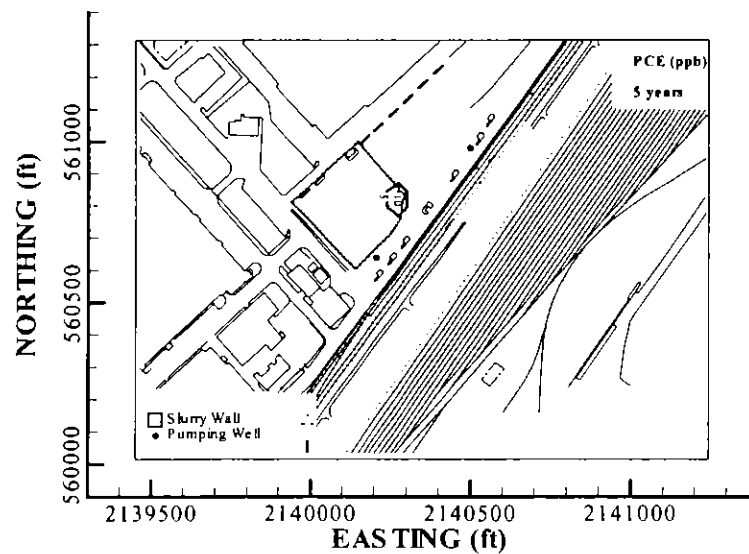 PCE (ppb)
5 years
NORTHING (ft)
561000
560500
560000
Slurry Wall
Pumping Well
2139500
2140000
2140500
2141000
EASTING (ft)